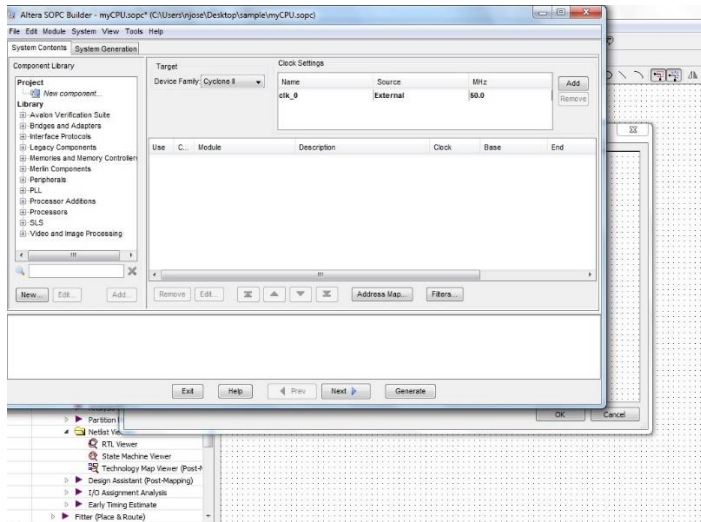 Altera SOPC Builder - myCPU.sopc* (C:\Users\njose\Desktop\sample\myCPU.sopc)
File Edit Module System View Tools Help
System Contents System Generation
Component Library
Project
New component...
Library
Avalon Verification Suite
Bridges and Adapters
Interface Protocols
Legacy Components
Memories and Memory Controllers
Merlin Components
Peripherals
PLL
Processor Additions
Processors
SLS
Video and Image Processing
New... Edit... Add...
Target
Device Family: Cyclone II
Clock Settings
Name Source MHz
clk_0 External 50.0
Add
Remove
Use C... Module Description Clock Base End
Remove Edit... Address Map... Filters...
Exit Help Prev Next Generate
OK Cancel
Partition
Netlist Vie
RTL Viewer
State Machine Viewer
Technology Map Viewer (Post-M
Design Assistant (Post-Mapping)
I/O Assignment Analysis
Early Timing Estimate
Fitter (Place & Route)